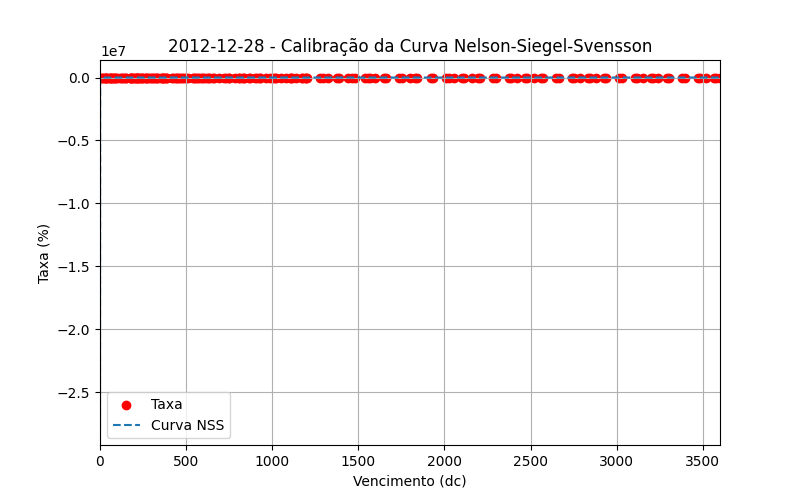 2012-12-28 - Calibração da Curva Nelson-Siegel-Svensson
1e7
0.0
−0.5
−1.0
−1.5
−2.0
−2.5
Taxa (%)
Taxa
Curva NSS
0 500 1000 1500 2000 2500 3000 3500
Vencimento (dc)